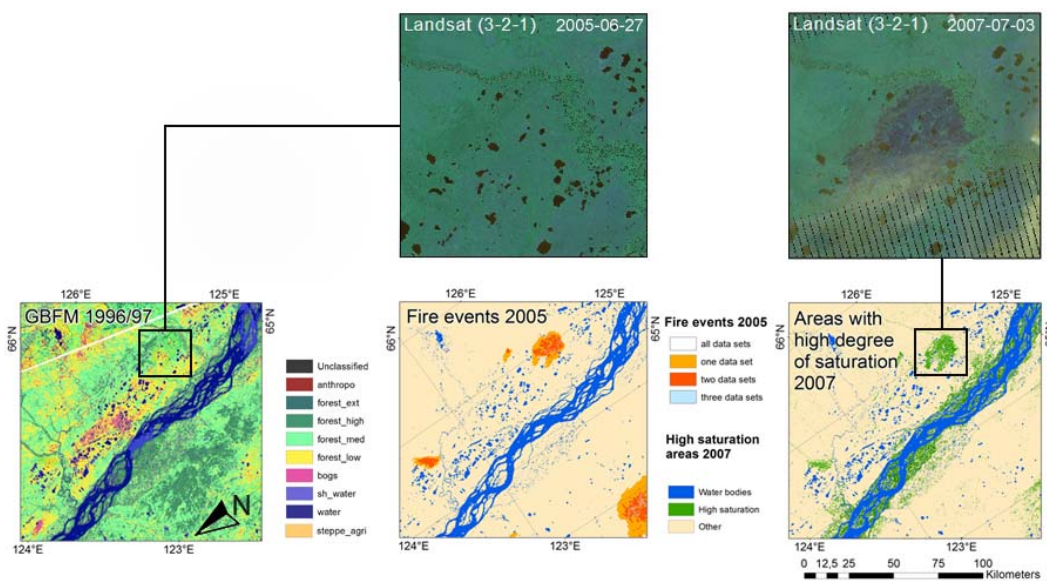 Landsat (3-2-1) 2005-06-27
Landsat (3-2-1) 2007-07-03
126°E 125°E
66°N
65°N
GBFM 1996/97
N
124°E 123°E
Unclassified
anthropo
forest_ext
forest_high
forest_med
forest_low
bogs
sh_water
water
steppe_agri
126°E 125°E
66°N
65°N
Fire events 2005
124°E 123°E
Fire events 2005
all data sets
one data set
two data sets
three data sets
High saturation
areas 2007
Water bodies
High saturation
Other
126°E 125°E
66°N
65°N
Areas with
high degree
of saturation
2007
124°E 123°E
0 12,5 25 50 75 100
Kilometers